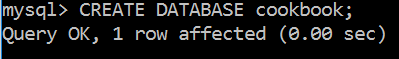 mysql> CREATE DATABASE cookbook;
Query OK, 1 row affected (0.00 sec)